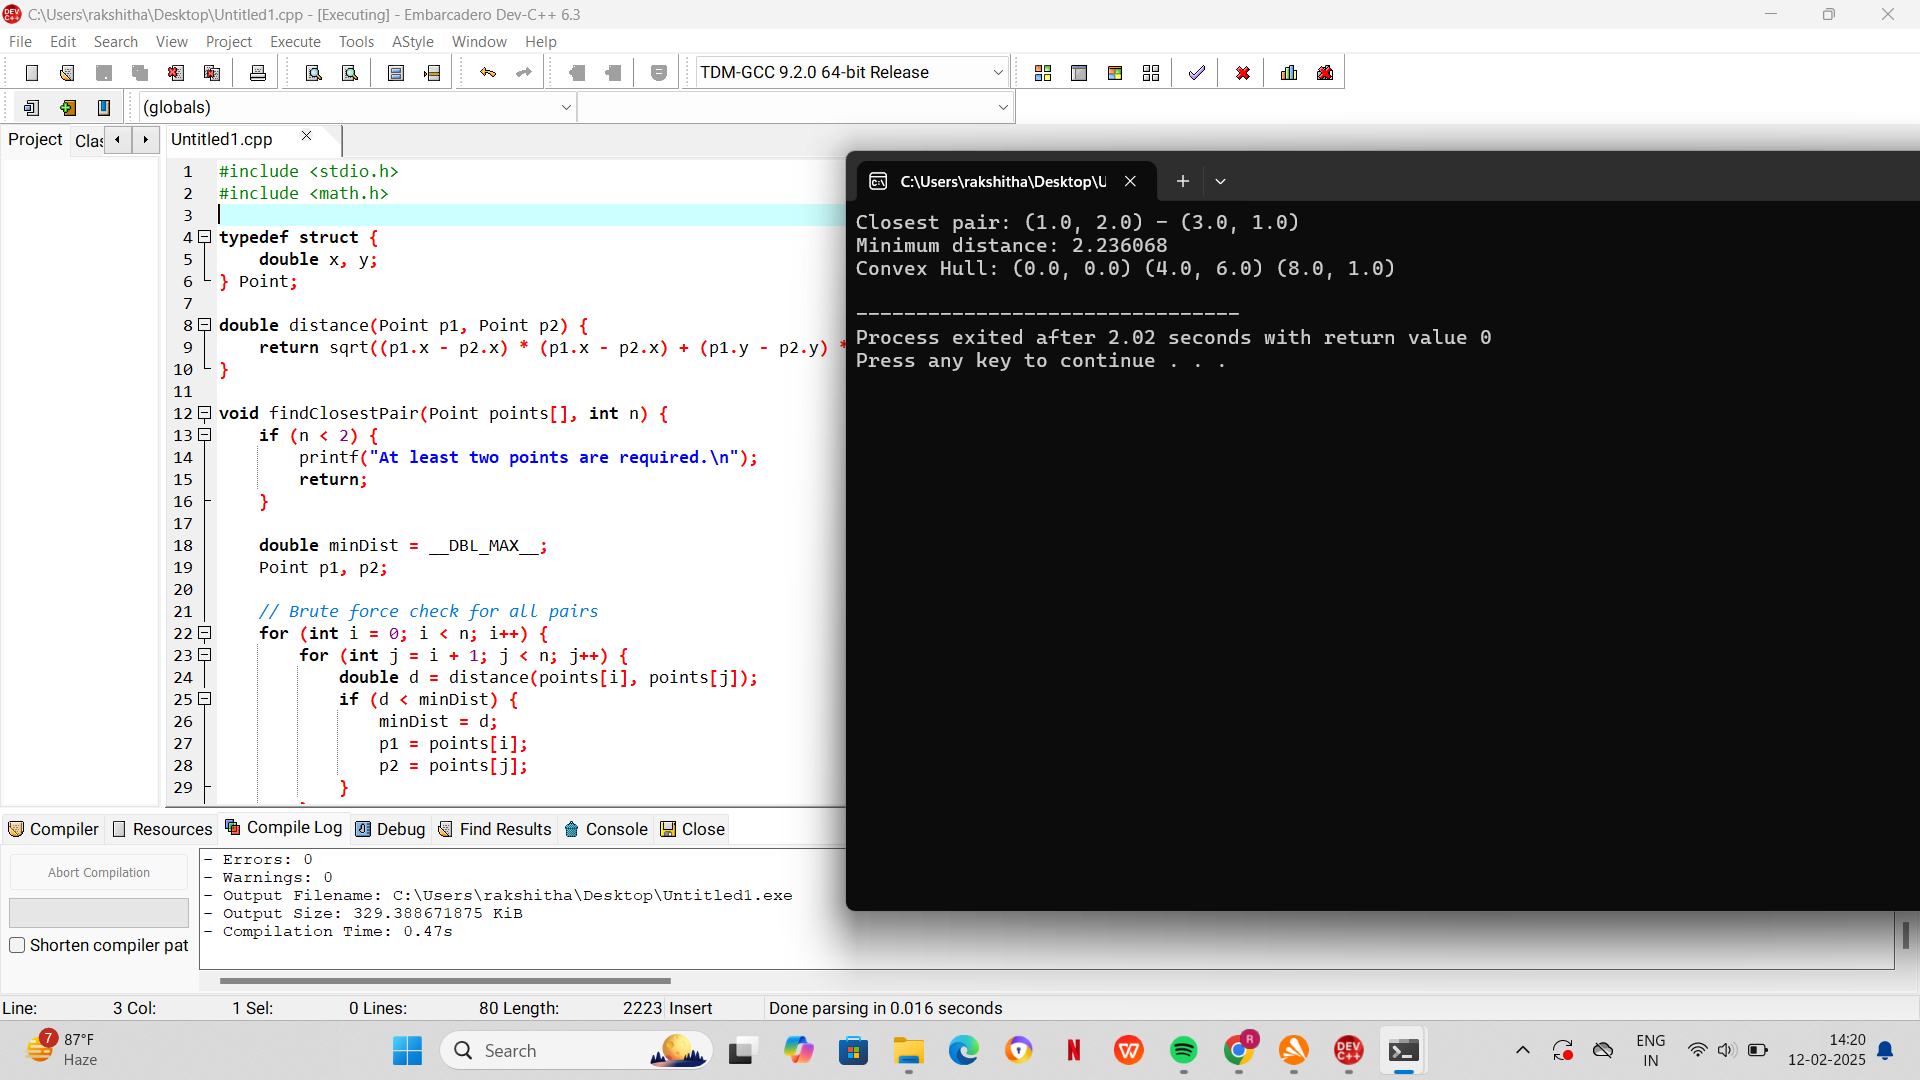 C:\Users\rakshitha\Desktop\Untitled1.cpp - [Executing] - Embarcadero Dev-C++ 6.3
File Edit Search View Project Execute Tools AStyle Window Help
TDM-GCC 9.2.0 64-bit Release
(globals)
Project Clas Untitled1.cpp
1 #include <stdio.h>
2 #include <math.h>
3
4 typedef struct {
5 double x, y;
6 } Point;
7
8 double distance(Point p1, Point p2) {
9 return sqrt((p1.x - p2.x) * (p1.x - p2.x) + (p1.y - p2.y) *
10 }
11
12 void findClosestPair(Point points[], int n) {
13 if (n < 2) {
14 printf("At least two points are required.\n");
15 return;
16 }
17
18 double minDist = __DBL_MAX__;
19 Point p1, p2;
20
21 // Brute force check for all pairs
22 for (int i = 0; i < n; i++) {
23 for (int j = i + 1; j < n; j++) {
24 double d = distance(points[i], points[j]);
25 if (d < minDist) {
26 minDist = d;
27 p1 = points[i];
28 p2 = points[j];
29 }
C:\Users\rakshitha\Desktop\U
Closest pair: (1.0, 2.0) - (3.0, 1.0)
Minimum distance: 2.236068
Convex Hull: (0.0, 0.0) (4.0, 6.0) (8.0, 1.0)
--------------------------------
Process exited after 2.02 seconds with return value 0
Press any key to continue . . .
Compiler Resources Compile Log Debug Find Results Console Close
Abort Compilation
Shorten compiler pat
- Errors: 0
- Warnings: 0
- Output Filename: C:\Users\rakshitha\Desktop\Untitled1.exe
- Output Size: 329.388671875 KiB
- Compilation Time: 0.47s
Line: 3 Col: 1 Sel: 0 Lines: 80 Length: 2223 Insert Done parsing in 0.016 seconds
7 87°F
Haze
Search
R
DEV C++
ENG
IN
14:20
12-02-2025